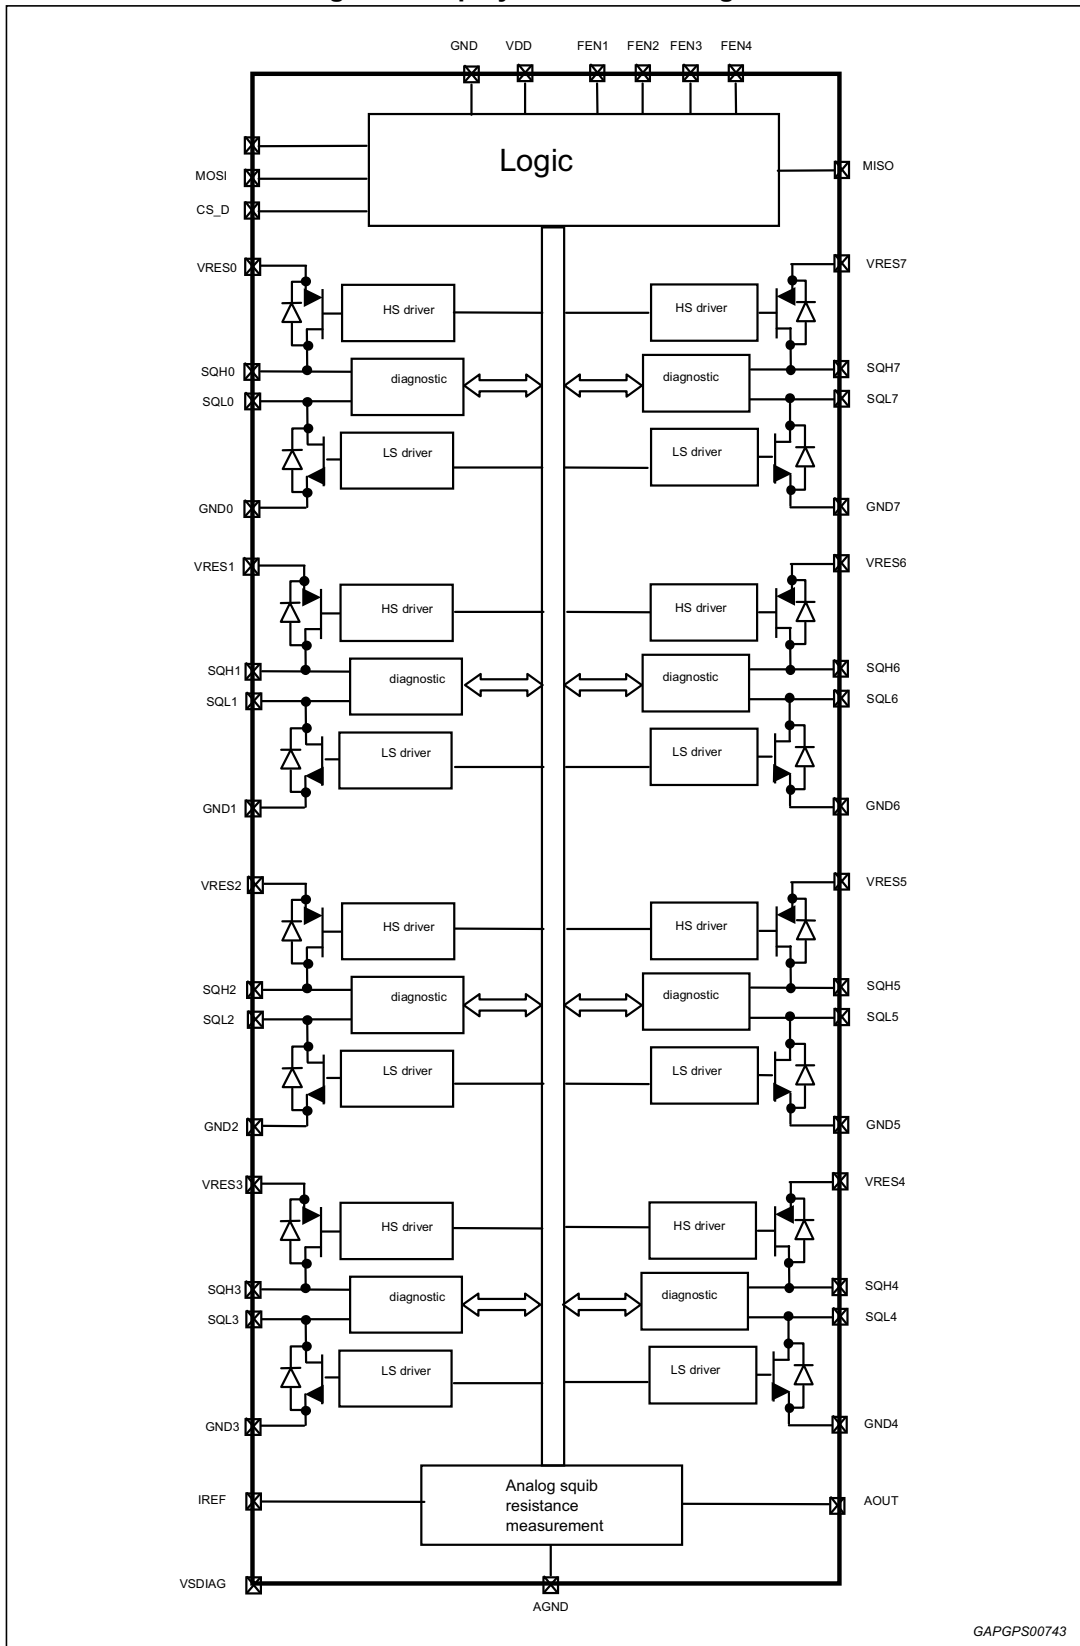 GND VDD FEN1 FEN2 FEN3 FEN4
Logic
MOSI
MISO
CS_D
VRES0
VRES7
HS driver
HS driver
SQH0
diagnostic
diagnostic
SQH7
SQL0
SQL7
LS driver
LS driver
GND0
GND7
VRES1
VRES6
HS driver
HS driver
SQH1
diagnostic
diagnostic
SQH6
SQL1
SQL6
LS driver
LS driver
GND1
GND6
VRES2
VRES5
HS driver
HS driver
SQH2
diagnostic
diagnostic
SQH5
SQL2
SQL5
LS driver
LS driver
GND2
GND5
VRES3
VRES4
HS driver
HS driver
SQH3
diagnostic
diagnostic
SQH4
SQL3
SQL4
LS driver
LS driver
GND3
GND4
IREF
Analog squib
resistance
measurement
AOUT
VSDIAG
AGND
GAPGPS00743